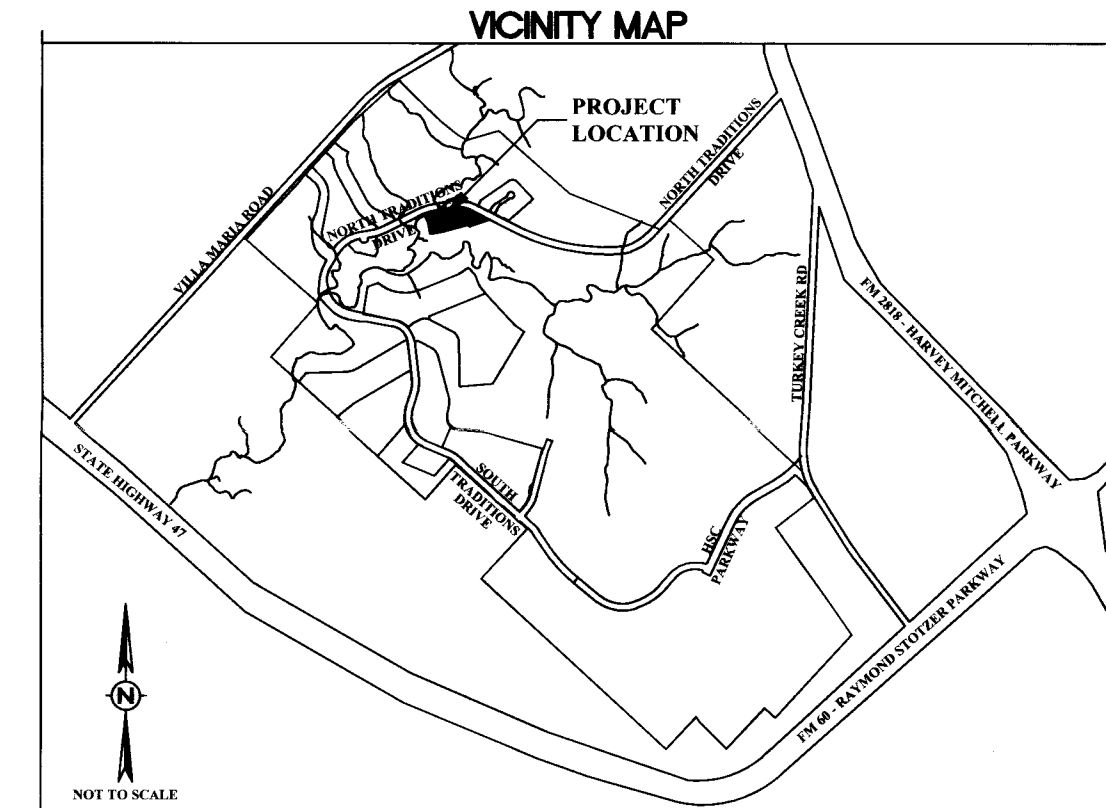 VICINITY MAP
PROJECT
LOCATION
NORTH TRADITIONS
DRIVE
NORTH TRADITIONS
DRIVE
VILLA MARIA ROAD
TURKEY CREEK RD
FM 2818 - HARVEY MITCHELL PARKWAY
STATE HIGHWAY 47
SOUTH
TRADITIONS
DRIVE
HSC
PARKWAY
FM 60 - RAYMOND STOTZER PARKWAY
N
NOT TO SCALE